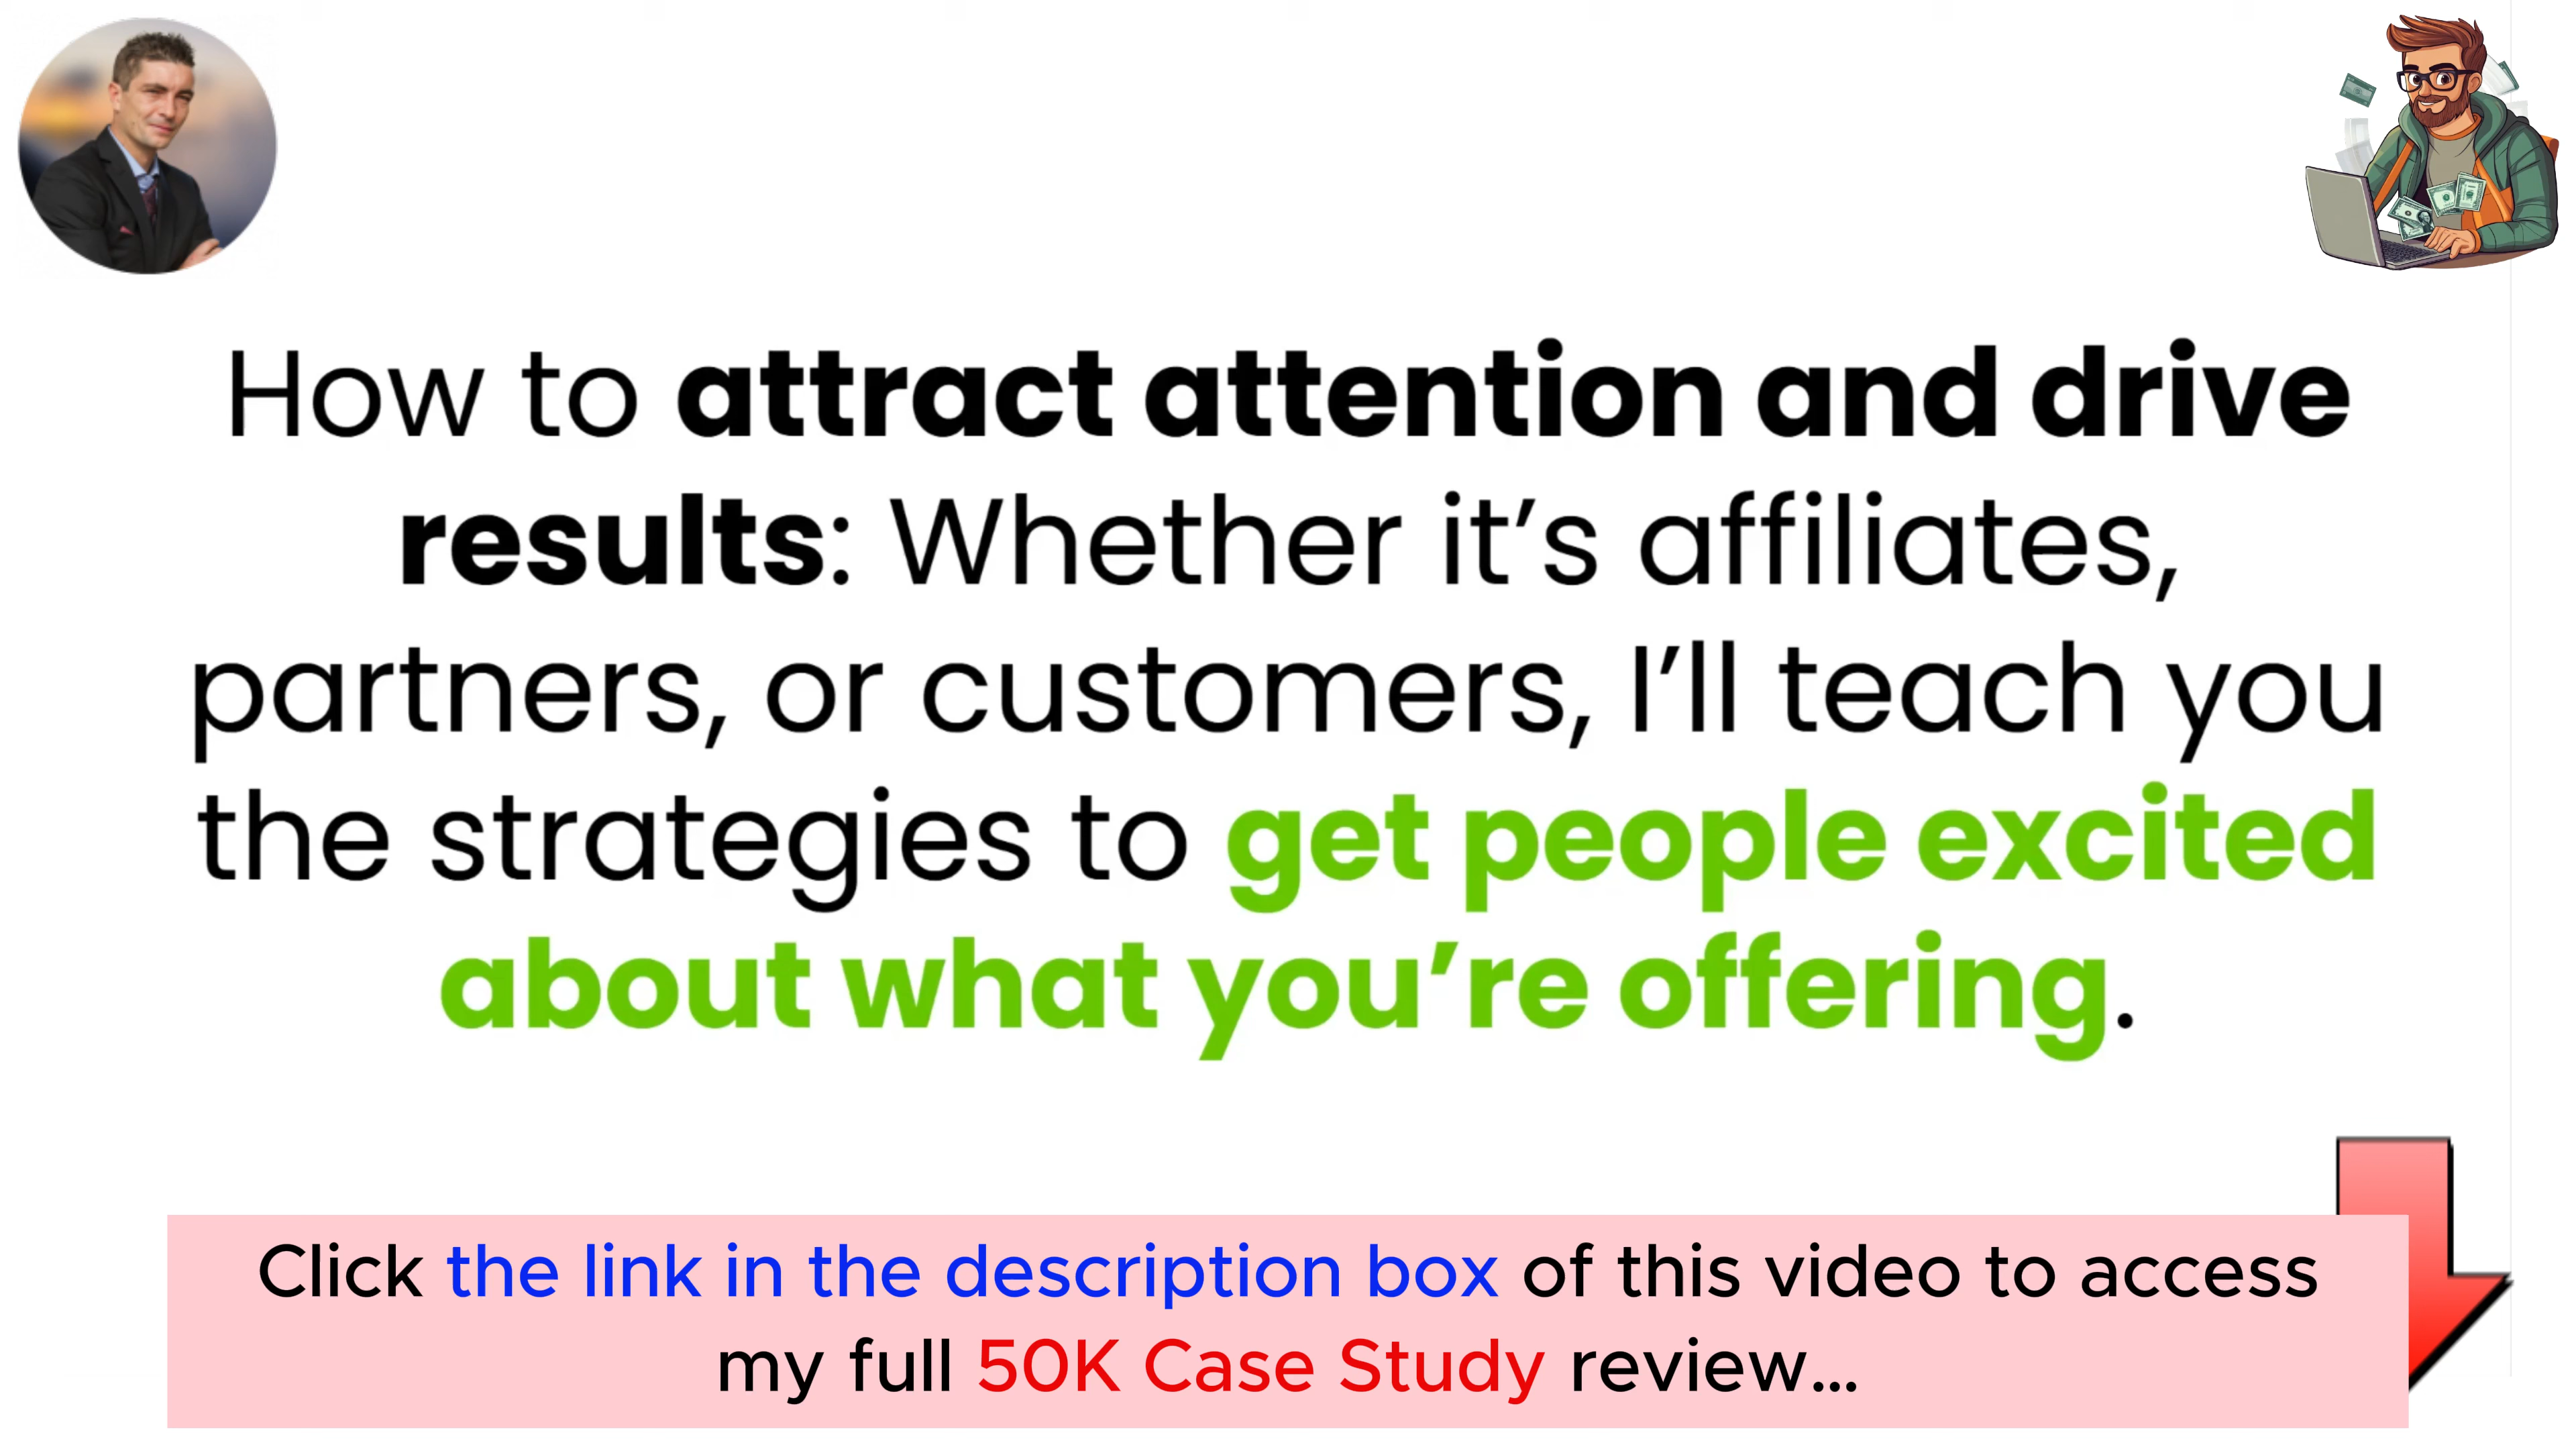 How to attract attention and drive
results: Whether it’s affiliates,
partners, or customers, I’ll teach you
the strategies to get people excited
about what you’re offering.
Click the link in the description box of this video to access
my full 50K Case Study review...